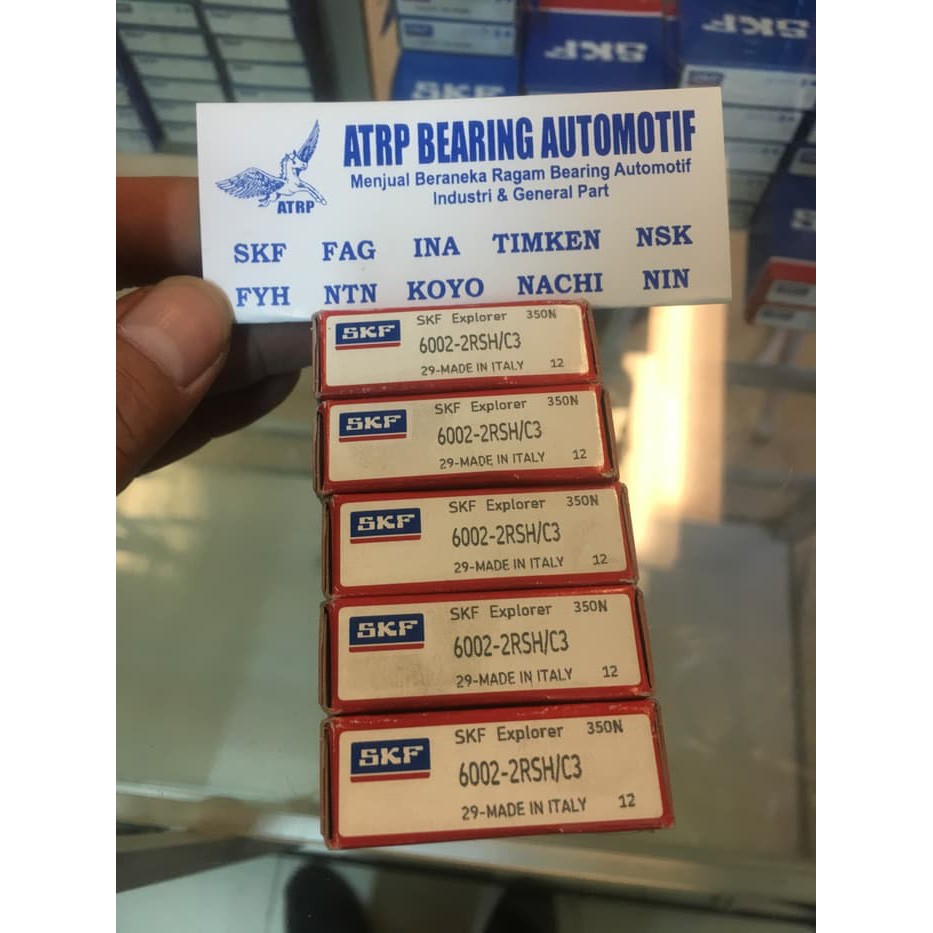 SKF
SKF
SKF
ATRP BEARING AUTOMOTIF
Menjual Beraneka Ragam Bearing Automotif
Industri & General Part
ATRP
SKF FAG INA TIMKEN NSK
FYH NTN KOYO NACHI NIN
SKF SKF Explorer 350N
6002-2RSH/C3
29-MADE IN ITALY 12
SKF SKF Explorer 350N
6002-2RSH/C3
29-MADE IN ITALY 12
SKF SKF Explorer 350N
6002-2RSH/C3
29-MADE IN ITALY 12
SKF SKF Explorer 350N
6002-2RSH/C3
29-MADE IN ITALY 12
SKF SKF Explorer 350N
6002-2RSH/C3
29-MADE IN ITALY 12